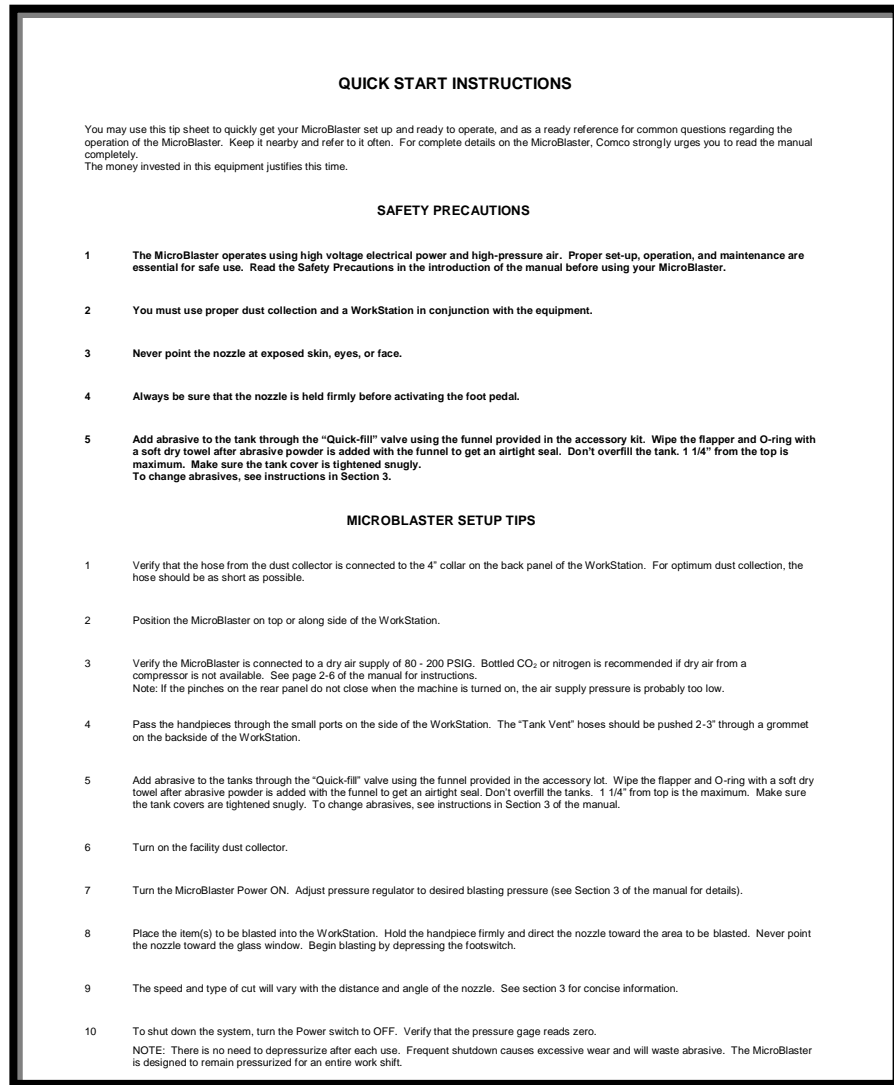 QUICK START INSTRUCTIONS
You may use this tip sheet to quickly get your MicroBlaster set up and ready to operate, and as a ready reference for common questions regarding the
operation of the MicroBlaster. Keep it nearby and refer to it often. For complete details on the MicroBlaster, Comco strongly urges you to read the manual
completely.
The money invested in this equipment justifies this time.
SAFETY PRECAUTIONS
1 The MicroBlaster operates using high voltage electrical power and high-pressure air. Proper set-up, operation, and maintenance are
essential for safe use. Read the Safety Precautions in the introduction of the manual before using your MicroBlaster.
2 You must use proper dust collection and a WorkStation in conjunction with the equipment.
3 Never point the nozzle at exposed skin, eyes, or face.
4 Always be sure that the nozzle is held firmly before activating the foot pedal.
5 Add abrasive to the tank through the “Quick-fill” valve using the funnel provided in the accessory kit. Wipe the flapper and O-ring with
a soft dry towel after abrasive powder is added with the funnel to get an airtight seal. Don’t overfill the tank. 1 1/4” from the top is
maximum. Make sure the tank cover is tightened snugly.
To change abrasives, see instructions in Section 3.
MICROBLASTER SETUP TIPS
1 Verify that the hose from the dust collector is connected to the 4” collar on the back panel of the WorkStation. For optimum dust collection, the
hose should be as short as possible.
2 Position the MicroBlaster on top or along side of the WorkStation.
3 Verify the MicroBlaster is connected to a dry air supply of 80 - 200 PSIG. Bottled CO₂ or nitrogen is recommended if dry air from a
compressor is not available. See page 2-6 of the manual for instructions.
Note: If the pinches on the rear panel do not close when the machine is turned on, the air supply pressure is probably too low.
4 Pass the handpieces through the small ports on the side of the WorkStation. The “Tank Vent” hoses should be pushed 2-3” through a grommet
on the backside of the WorkStation.
5 Add abrasive to the tanks through the “Quick-fill” valve using the funnel provided in the accessory lot. Wipe the flapper and O-ring with a soft dry
towel after abrasive powder is added with the funnel to get an airtight seal. Don’t overfill the tanks. 1 1/4” from top is the maximum. Make sure
the tank covers are tightened snugly. To change abrasives, see instructions in Section 3 of the manual.
6 Turn on the facility dust collector.
7 Turn the MicroBlaster Power ON. Adjust pressure regulator to desired blasting pressure (see Section 3 of the manual for details).
8 Place the item(s) to be blasted into the WorkStation. Hold the handpiece firmly and direct the nozzle toward the area to be blasted. Never point
the nozzle toward the glass window. Begin blasting by depressing the footswitch.
9 The speed and type of cut will vary with the distance and angle of the nozzle. See section 3 for concise information.
10 To shut down the system, turn the Power switch to OFF. Verify that the pressure gage reads zero.
NOTE: There is no need to depressurize after each use. Frequent shutdown causes excessive wear and will waste abrasive. The MicroBlaster
is designed to remain pressurized for an entire work shift.